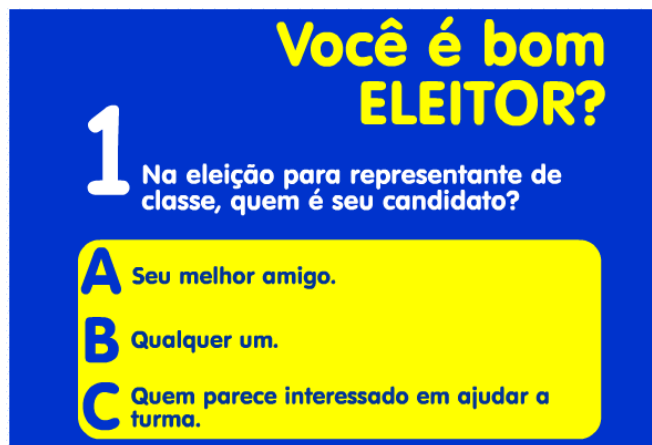 Você é bom
ELEITOR?
1
Na eleição para representante de
classe, quem é seu candidato?
A Seu melhor amigo.
B Qualquer um.
C Quem parece interessado em ajudar a
turma.